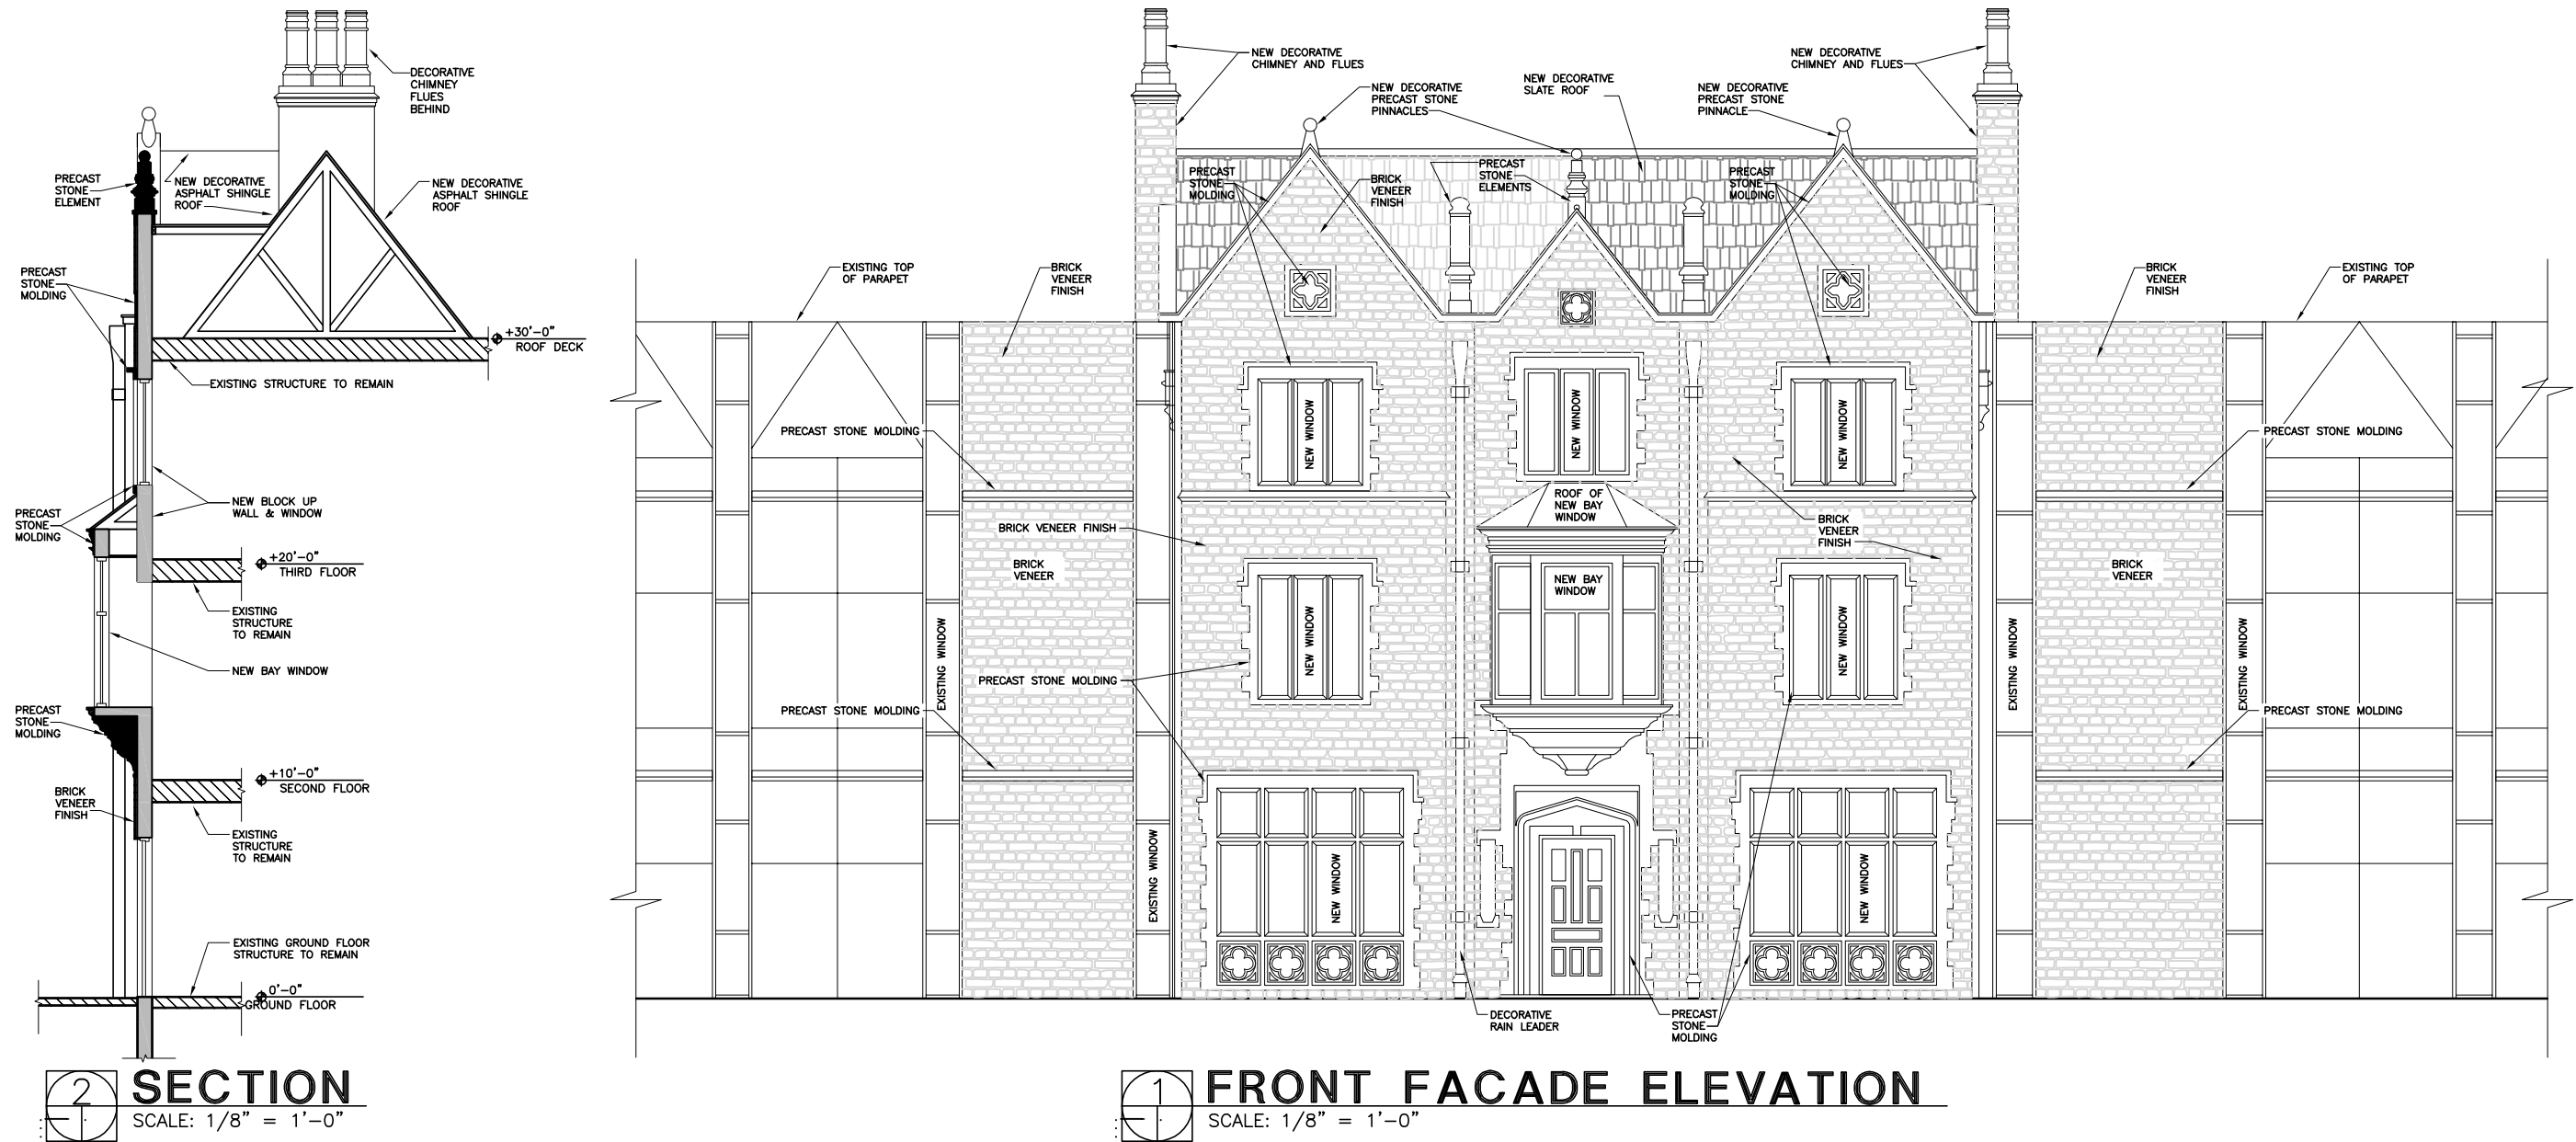 DECORATIVE
CHIMNEY
FLUES
BEHIND
PRECAST
STONE
ELEMENT
NEW DECORATIVE
ASPHALT SHINGLE
ROOF
NEW DECORATIVE
ASPHALT SHINGLE
ROOF
PRECAST
STONE
MOLDING
+30'-0"
ROOF DECK
EXISTING STRUCTURE TO REMAIN
NEW BLOCK UP
WALL & WINDOW
PRECAST
STONE
MOLDING
+20'-0"
THIRD FLOOR
EXISTING
STRUCTURE
TO REMAIN
NEW BAY WINDOW
PRECAST
STONE
MOLDING
+10'-0"
SECOND FLOOR
BRICK
VENEER
FINISH
EXISTING
STRUCTURE
TO REMAIN
EXISTING GROUND FLOOR
STRUCTURE TO REMAIN
0'-0"
GROUND FLOOR
2
SECTION
SCALE: 1/8" = 1'-0"
NEW DECORATIVE
CHIMNEY AND FLUES
NEW DECORATIVE
PRECAST STONE
PINNACLES
NEW DECORATIVE
SLATE ROOF
NEW DECORATIVE
PRECAST STONE
PINNACLE
NEW DECORATIVE
CHIMNEY AND FLUES
PRECAST
STONE
MOLDING
BRICK
VENEER
FINISH
PRECAST
STONE
ELEMENTS
PRECAST
STONE
MOLDING
EXISTING TOP
OF PARAPET
BRICK
VENEER
FINISH
BRICK
VENEER
FINISH
EXISTING TOP
OF PARAPET
PRECAST STONE MOLDING
NEW WINDOW
NEW WINDOW
NEW WINDOW
PRECAST STONE MOLDING
ROOF OF
NEW BAY
WINDOW
BRICK VENEER FINISH
BRICK
VENEER
FINISH
BRICK
VENEER
NEW BAY
WINDOW
BRICK
VENEER
NEW WINDOW
NEW WINDOW
EXISTING WINDOW
EXISTING WINDOW
EXISTING WINDOW
PRECAST STONE MOLDING
PRECAST STONE MOLDING
PRECAST STONE MOLDING
EXISTING WINDOW
NEW WINDOW
NEW WINDOW
DECORATIVE
RAIN LEADER
PRECAST
STONE
MOLDING
1
FRONT FACADE ELEVATION
SCALE: 1/8" = 1'-0"